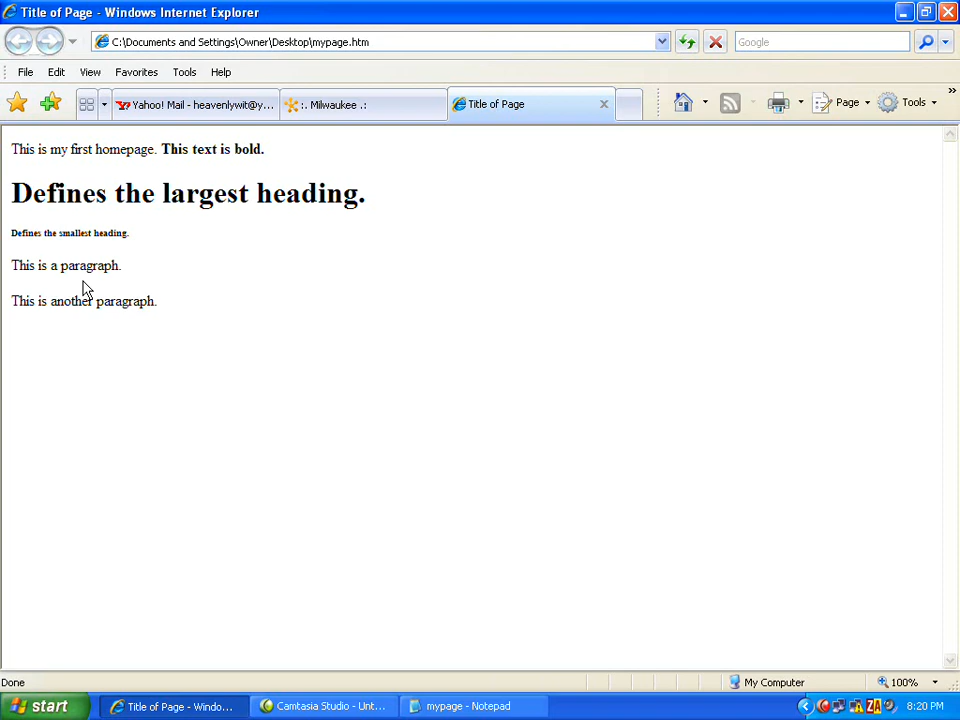 Title of Page - Windows Internet Explorer
C:\Documents and Settings\Owner\Desktop\mypage.htm
Google
File Edit View Favorites Tools Help
Yahoo! Mail - heavenlywit@y... :. Milwaukee .: Title of Page Page Tools
This is my first homepage. This text is bold.
Defines the largest heading.
Defines the smallest heading.
This is a paragraph.
This is another paragraph.
Done My Computer 100%
start Title of Page - Windo... Camtasia Studio - Unt... mypage - Notepad ZA 8:20 PM